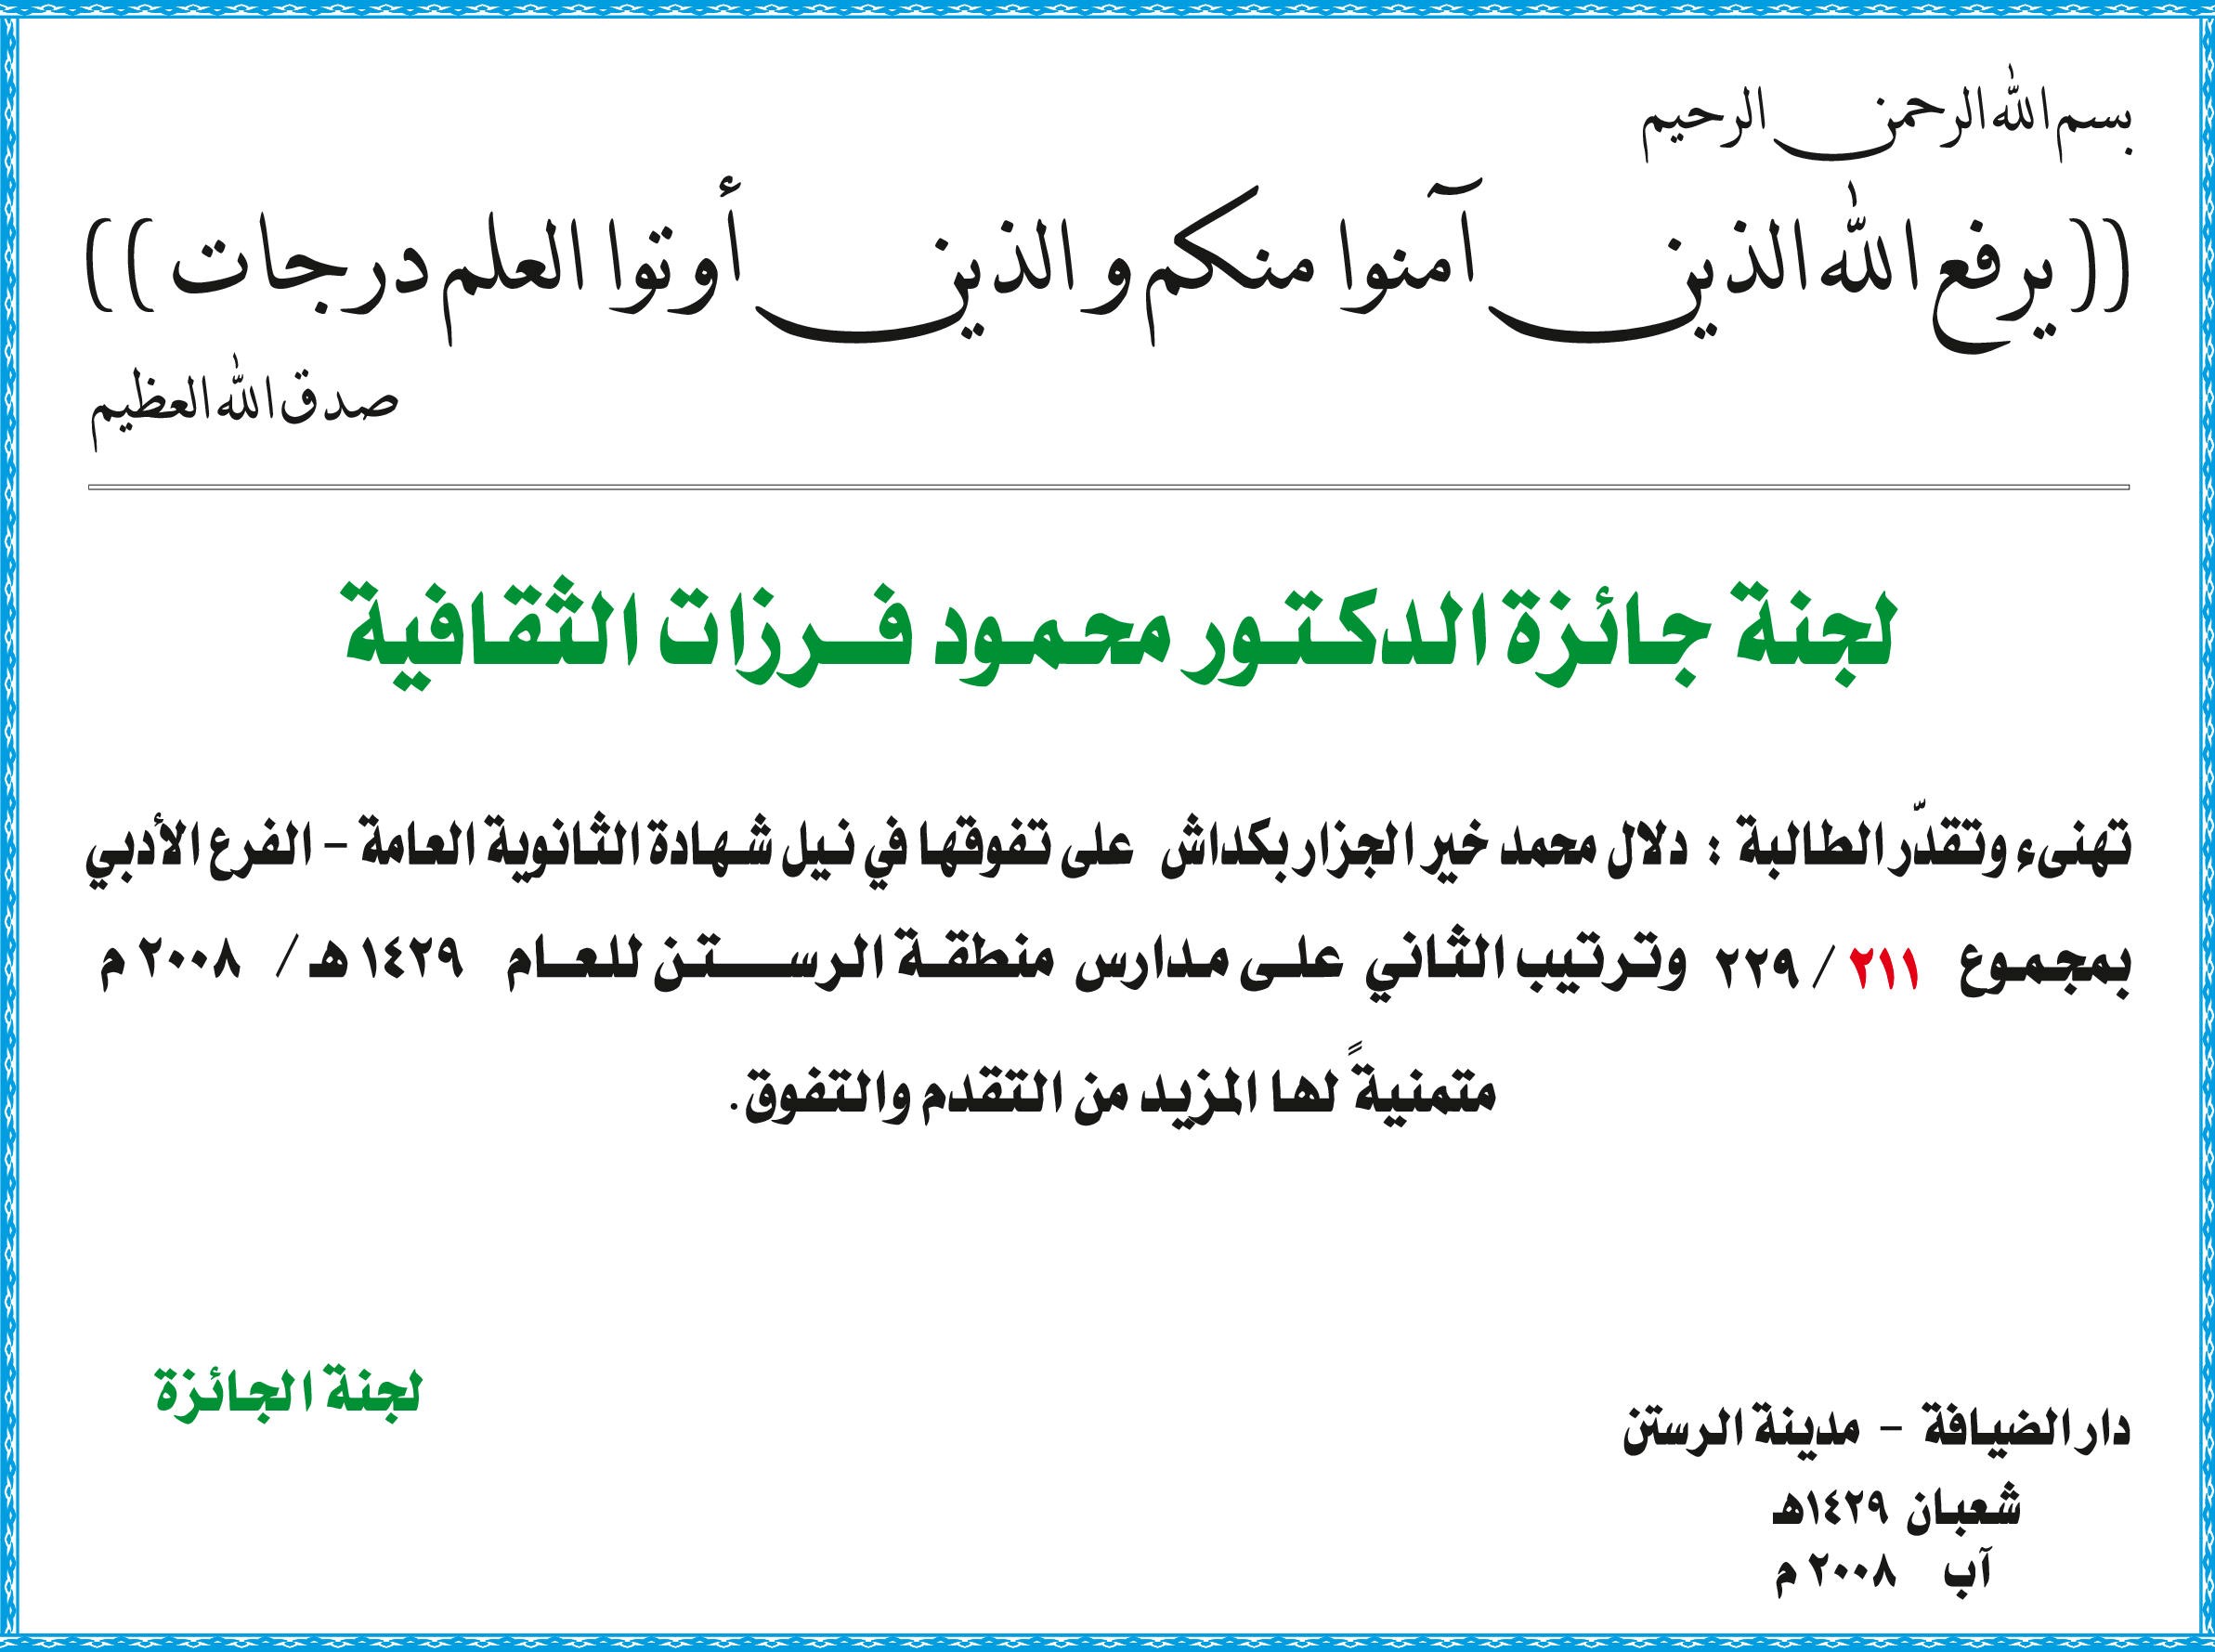 بسم الله الرحمن الرحيم
(( يرفع الله الذين آمنوا منكم والذين أوتوا العلم درجات ))
صدق الله العظيم
لجنة جائزة الدكتور محمود فرزات الثقافية
تهنىء وتقدّر الطالبة : دلال محمد خير الجزار بكداش على تفوقها في نيل شهادة الثانوية العامة - الفرع الأدبي
بمجموع ٢١١ / ٢٢٩ وترتيب الثاني على مدارس منطقة الرستن للعام ١٤٢٩ هـ / ٢٠٠٨ م
متمنيةً لها المزيد من التقدم والتفوق.
لجنة الجائزة
دار الضيافة - مدينة الرستن
شعبان ١٤٢٩هـ
آب ٢٠٠٨ م